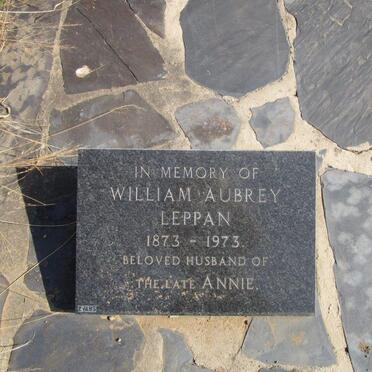 IN MEMORY OF
WILLIAM AUBREY
LEPPAN
1873 - 1973.
BELOVED HUSBAND OF
THE LATE ANNIE.